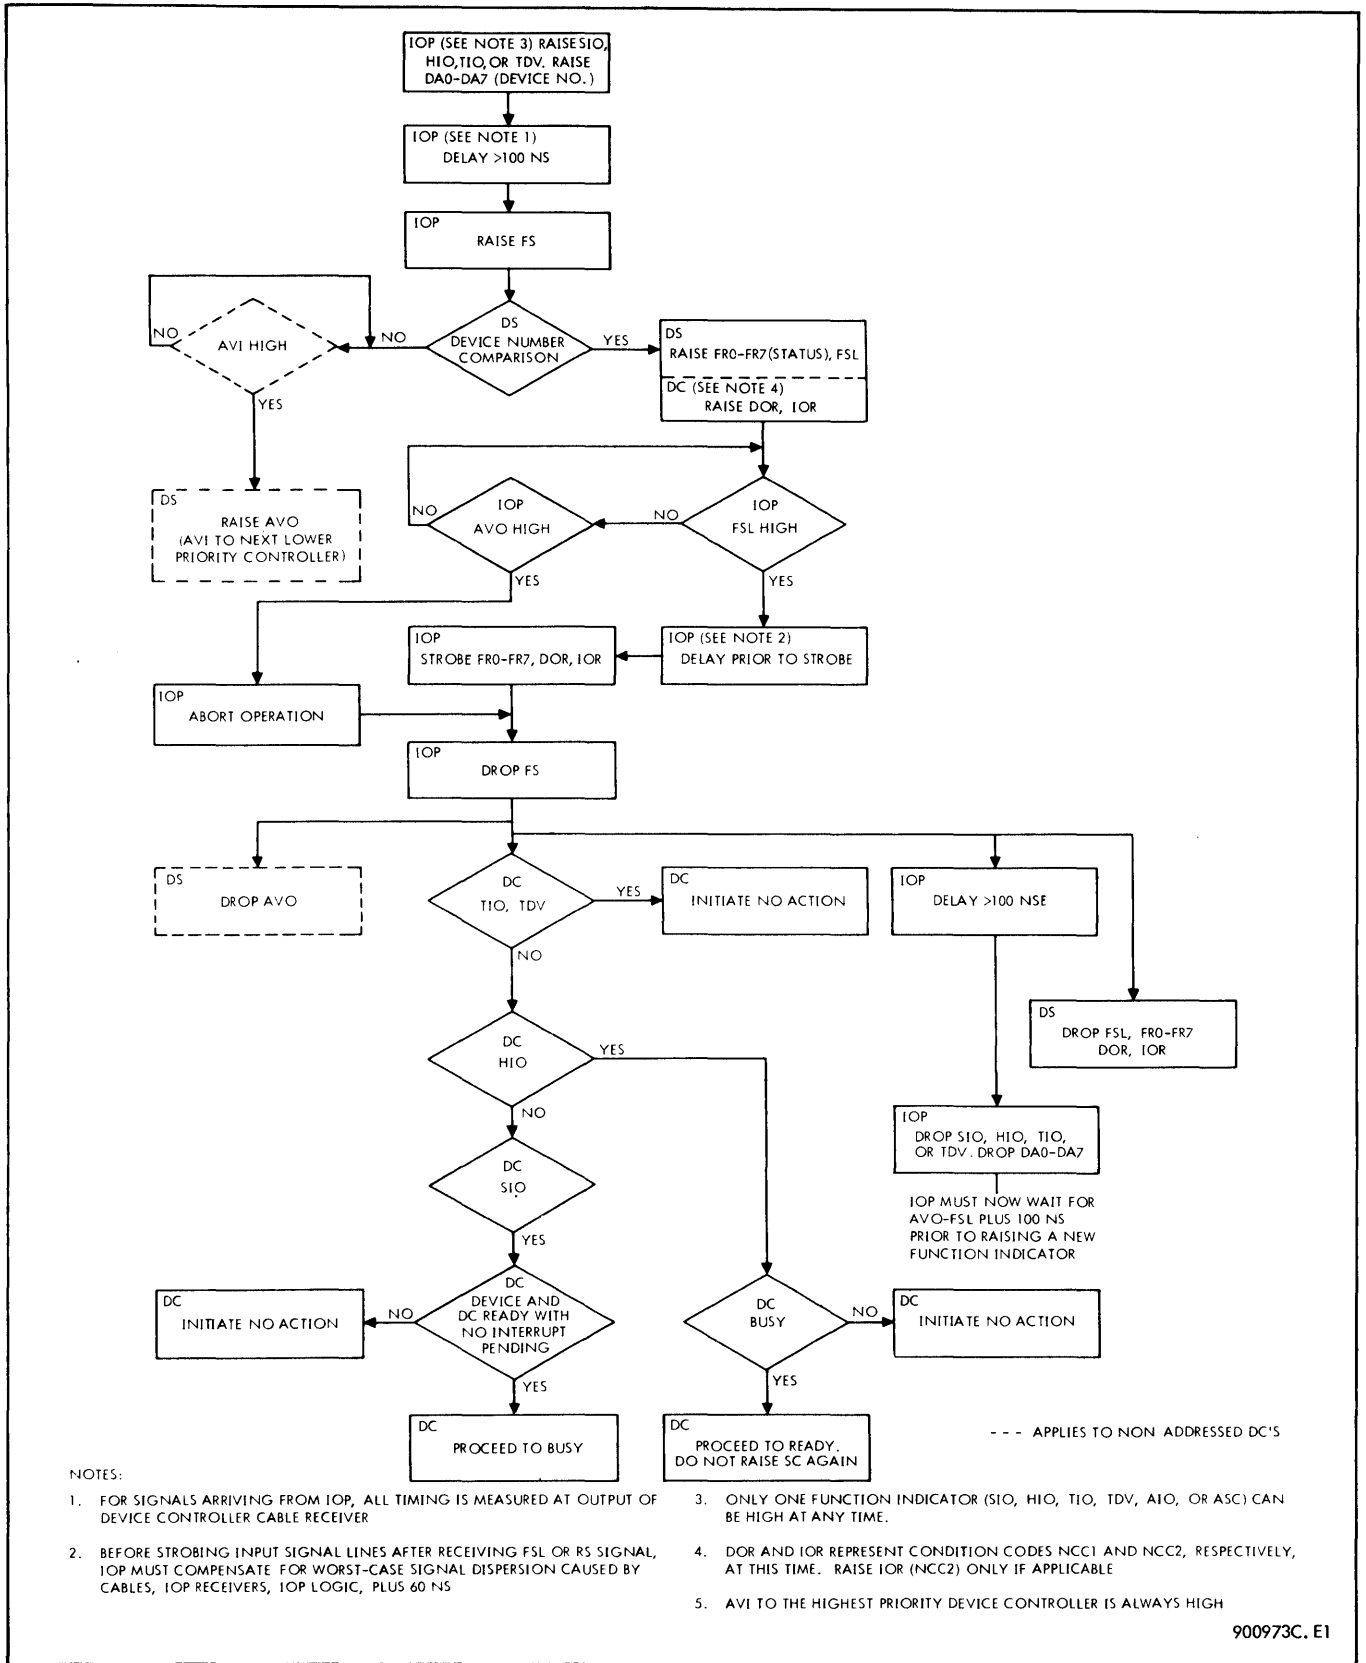 IOP (SEE NOTE 3) RAISE SIO,
HIO, TIO, OR TDV. RAISE
DA0-DA7 (DEVICE NO.)
IOP (SEE NOTE 1)
DELAY >100 NS
IOP
RAISE FS
DS
DEVICE NUMBER
COMPARISON
NO
YES
AVI HIGH
NO
YES
DS
RAISE FR0-FR7(STATUS), FSL
DC (SEE NOTE 4)
RAISE DOR, IOR
DS
RAISE AVO
(AVI TO NEXT LOWER
PRIORITY CONTROLLER)
IOP
AVO HIGH
NO
YES
IOP
FSL HIGH
NO
YES
IOP
STROBE FR0-FR7, DOR, IOR
IOP (SEE NOTE 2)
DELAY PRIOR TO STROBE
IOP
ABORT OPERATION
IOP
DROP FS
DS
DROP AVO
DC
TIO, TDV
YES
NO
DC
INITIATE NO ACTION
IOP
DELAY >100 NSE
DS
DROP FSL, FR0-FR7
DOR, IOR
DC
HIO
YES
NO
IOP
DROP SIO, HIO, TIO,
OR TDV. DROP DA0-DA7
IOP MUST NOW WAIT FOR
AVO-FSL PLUS 100 NS
PRIOR TO RAISING A NEW
FUNCTION INDICATOR
DC
SIO
YES
DC
INITIATE NO ACTION
NO
DC
DEVICE AND
DC READY WITH
NO INTERRUPT
PENDING
YES
DC
BUSY
NO
YES
DC
INITIATE NO ACTION
DC
PROCEED TO BUSY
DC
PROCEED TO READY.
DO NOT RAISE SC AGAIN
--- APPLIES TO NON ADDRESSED DC'S
NOTES:
1. FOR SIGNALS ARRIVING FROM IOP, ALL TIMING IS MEASURED AT OUTPUT OF
DEVICE CONTROLLER CABLE RECEIVER
2. BEFORE STROBING INPUT SIGNAL LINES AFTER RECEIVING FSL OR RS SIGNAL,
IOP MUST COMPENSATE FOR WORST-CASE SIGNAL DISPERSION CAUSED BY
CABLES, IOP RECEIVERS, IOP LOGIC, PLUS 60 NS
3. ONLY ONE FUNCTION INDICATOR (SIO, HIO, TIO, TDV, AIO, OR ASC) CAN
BE HIGH AT ANY TIME.
4. DOR AND IOR REPRESENT CONDITION CODES NCC1 AND NCC2, RESPECTIVELY,
AT THIS TIME. RAISE IOR (NCC2) ONLY IF APPLICABLE
5. AVI TO THE HIGHEST PRIORITY DEVICE CONTROLLER IS ALWAYS HIGH
900973C. E1